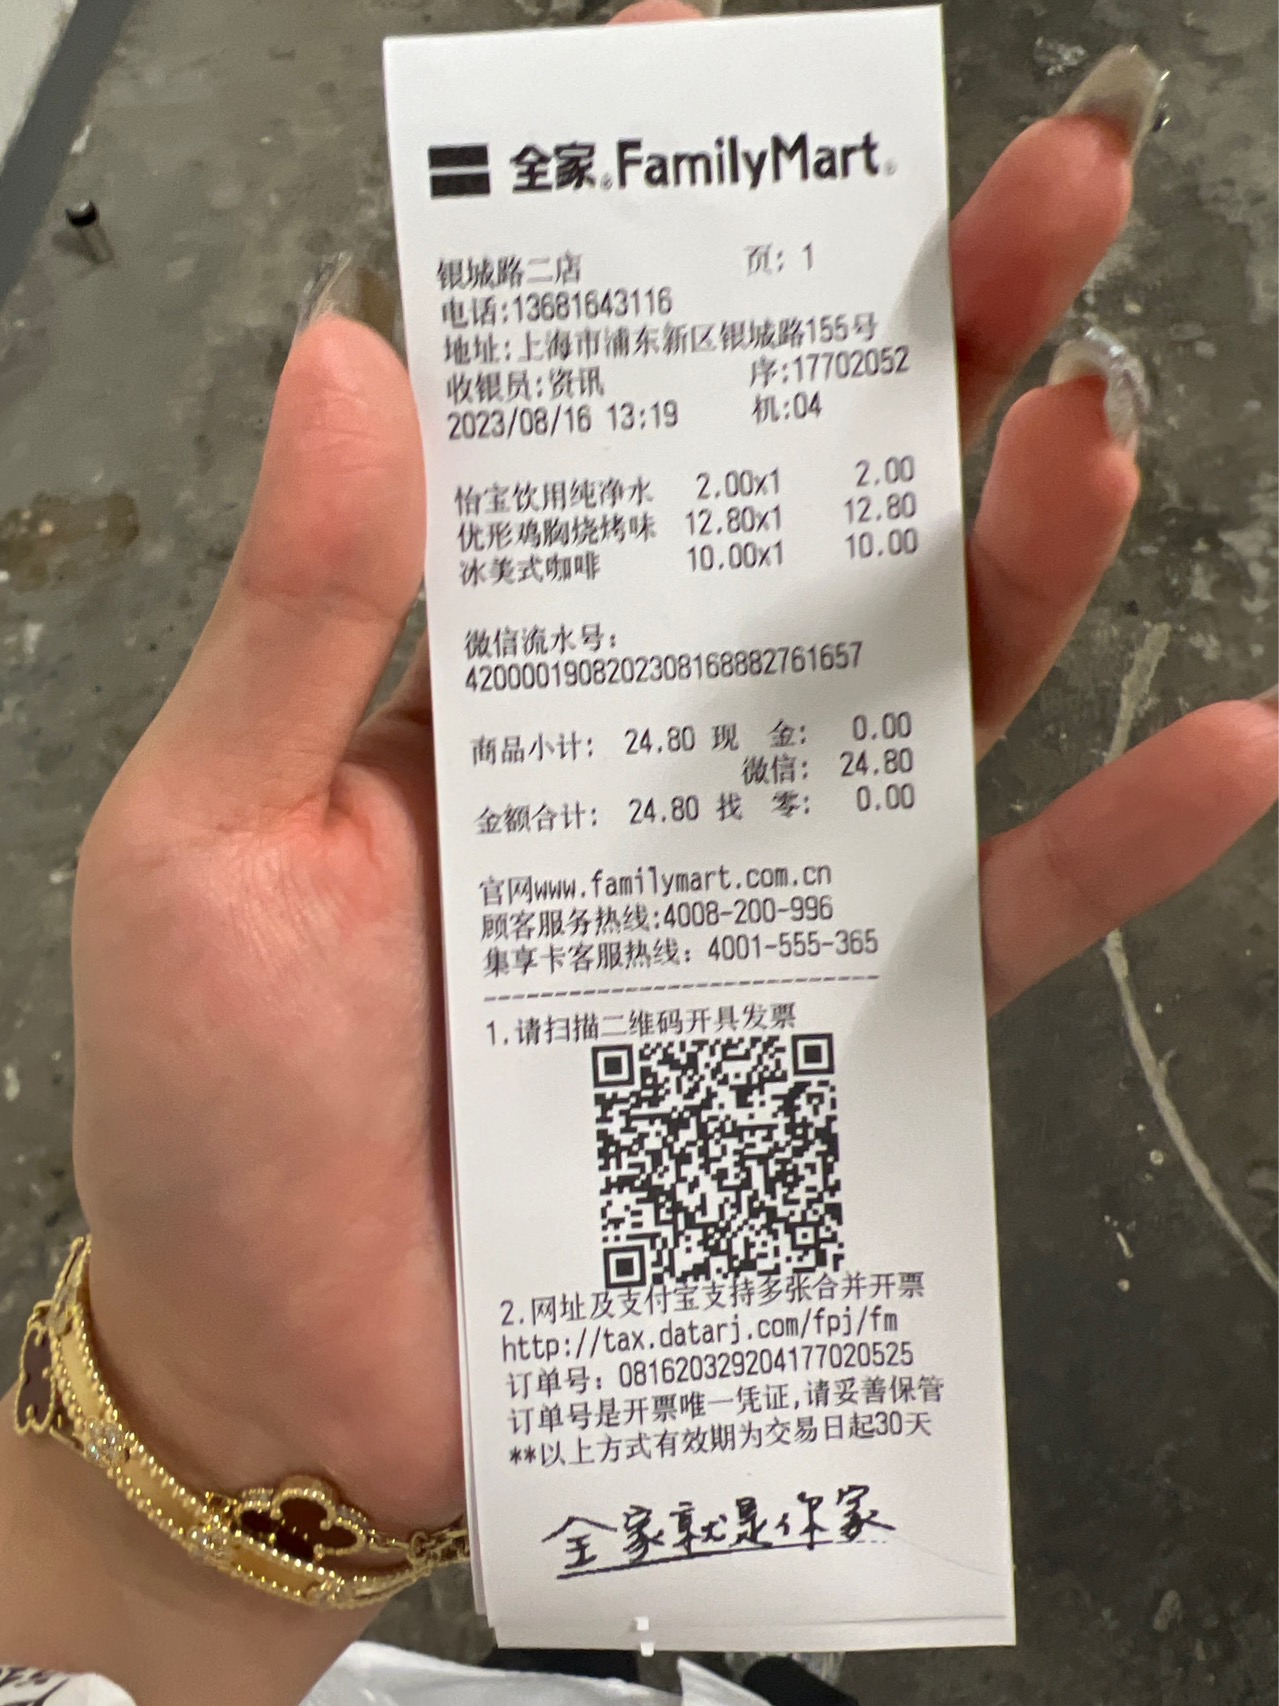 全家 FamilyMart
银城路二店 页: 1
电话:13681643116
地址:上海市浦东新区银城路155号
收银员:资讯 序:17702052
2023/08/16 13:19 机:04
怡宝饮用纯净水 2.00x1 2.00
优形鸡胸烧烤味 12.80x1 12.80
冰美式咖啡 10.00x1 10.00
微信流水号:
4200001908202308168882761657
商品小计: 24.80 现 金: 0.00
微信: 24.80
金额合计: 24.80 找 零: 0.00
官网www.familymart.com.cn
顾客服务热线:4008-200-996
集享卡客服热线: 4001-555-365
1.请扫描二维码开具发票
2.网址及支付宝支持多张合并开票
http://tax.datarj.com/fpj/fm
订单号: 081620329204177020525
订单号是开票唯一凭证,请妥善保管
**以上方式有效期为交易日起30天
全家就是你家